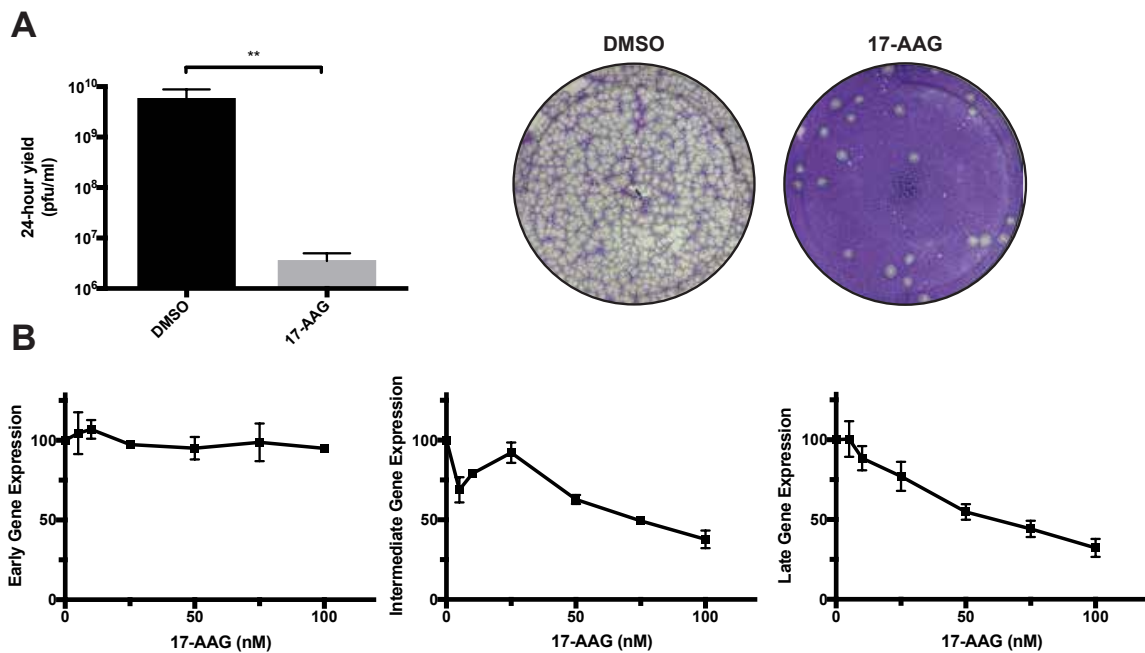 A
**
24-hour yield
(pfu/ml)
10^10
10^9
10^8
10^7
10^6
DMSO
17-AAG
DMSO
17-AAG
B
Early Gene Expression
100
50
0
0
50
100
17-AAG (nM)
Intermediate Gene Expression
100
50
0
0
50
100
17-AAG (nM)
Late Gene Expression
100
50
0
0
50
100
17-AAG (nM)